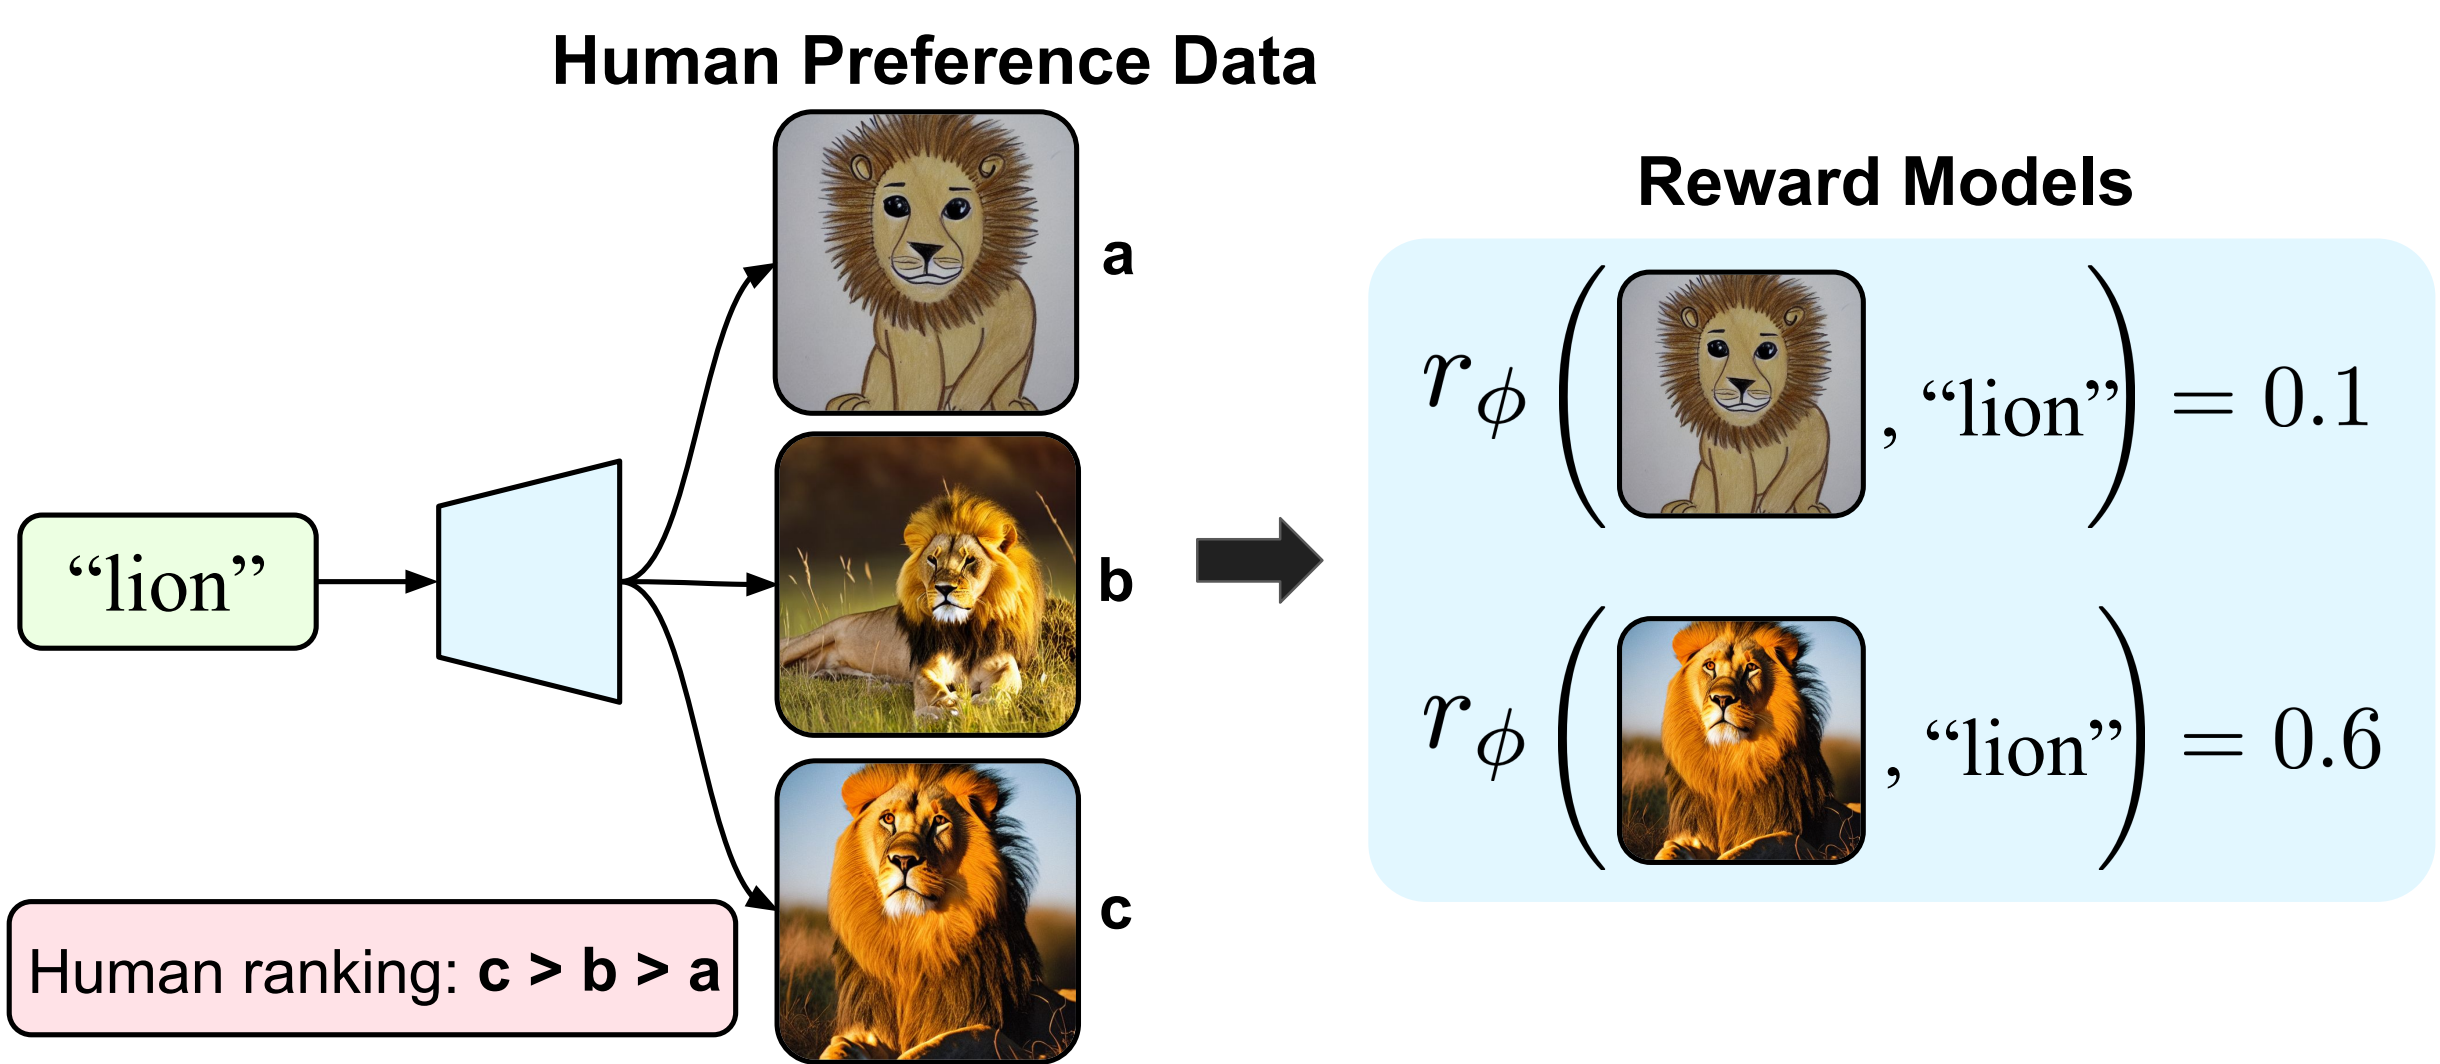 Human Preference Data
a
"lion"
b
c
Human ranking: c > b > a
Reward Models
r_ϕ ( , “lion” ) = 0.1
r_ϕ ( , “lion” ) = 0.6